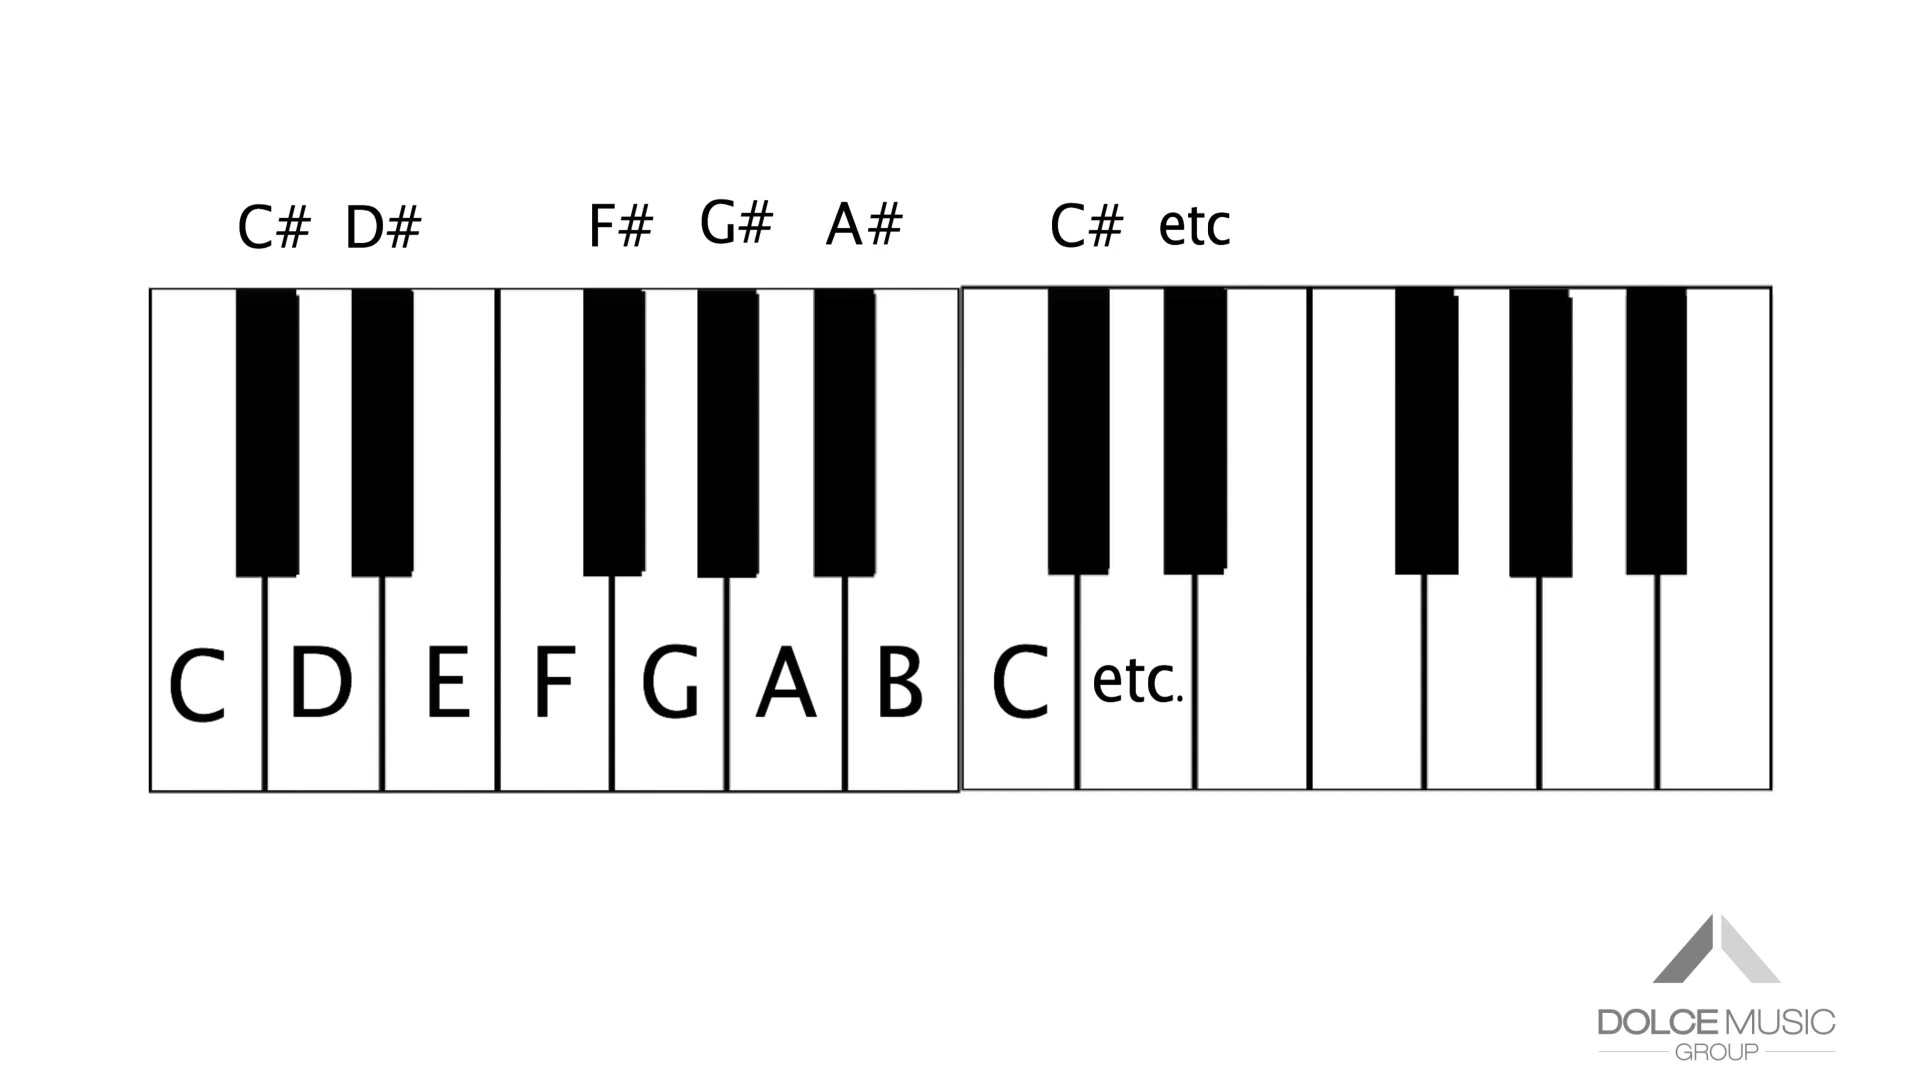 C# D# F# G# A# C# etc
C D E F G A B C etc.
DOLCE MUSIC
GROUP